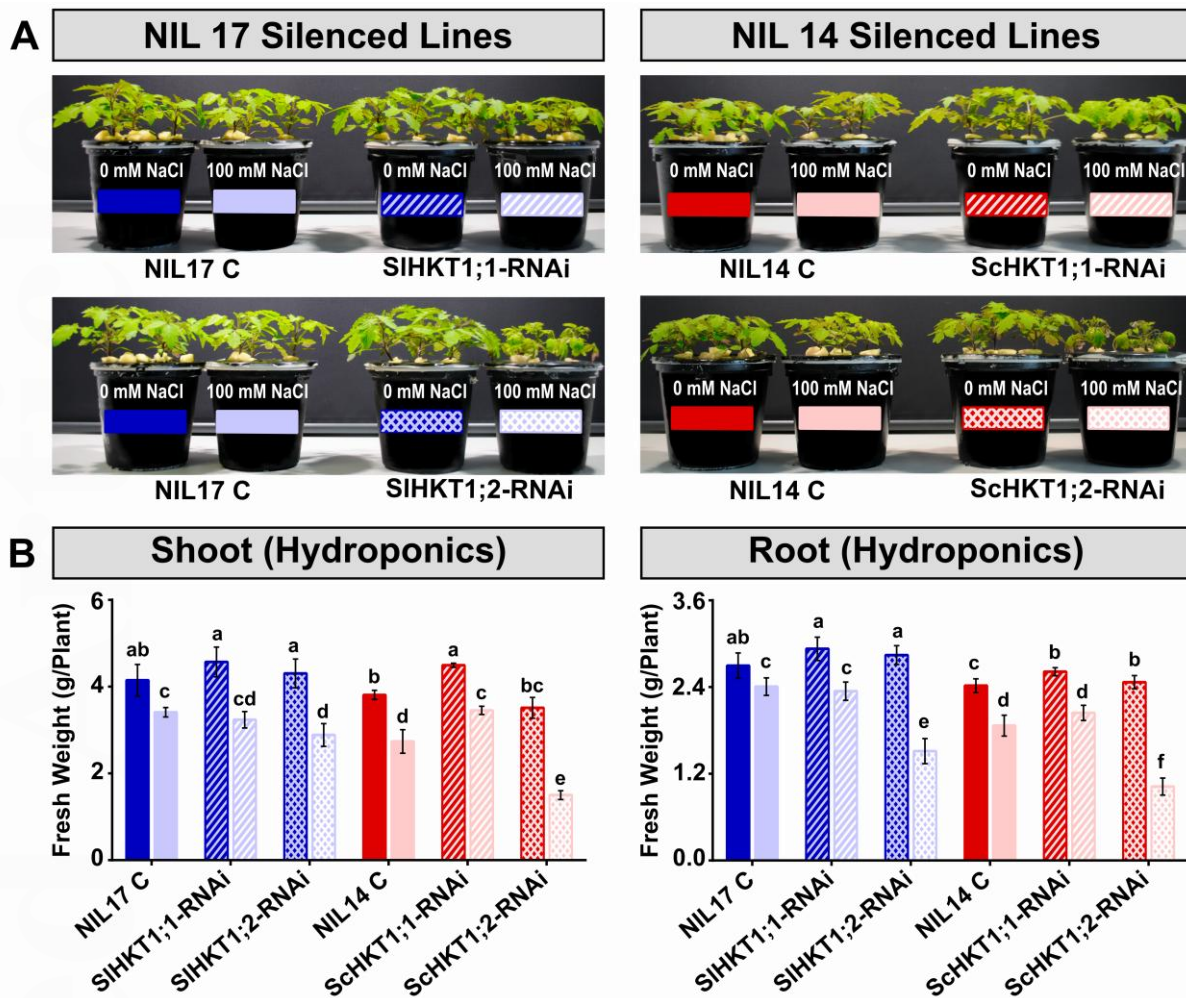 A
NIL 17 Silenced Lines
NIL 14 Silenced Lines
0 mM NaCl 100 mM NaCl 0 mM NaCl 100 mM NaCl
0 mM NaCl 100 mM NaCl 0 mM NaCl 100 mM NaCl
NIL17 C SlHKT1;1-RNAi
NIL14 C ScHKT1;1-RNAi
0 mM NaCl 100 mM NaCl 0 mM NaCl 100 mM NaCl
0 mM NaCl 100 mM NaCl 0 mM NaCl 100 mM NaCl
NIL17 C SlHKT1;2-RNAi
NIL14 C ScHKT1;2-RNAi
B
Shoot (Hydroponics)
Fresh Weight (g/Plant)
6
4
2
0
ab c a cd a d b d a c bc e
NIL17 C
SlHKT1;1-RNAi
SlHKT1;2-RNAi
NIL14 C
ScHKT1;1-RNAi
ScHKT1;2-RNAi
Root (Hydroponics)
Fresh Weight (g/Plant)
3.6
2.4
1.2
0.0
ab c a c a e c d b d b f
NIL17 C
SlHKT1;1-RNAi
SlHKT1;2-RNAi
NIL14 C
ScHKT1;1-RNAi
ScHKT1;2-RNAi